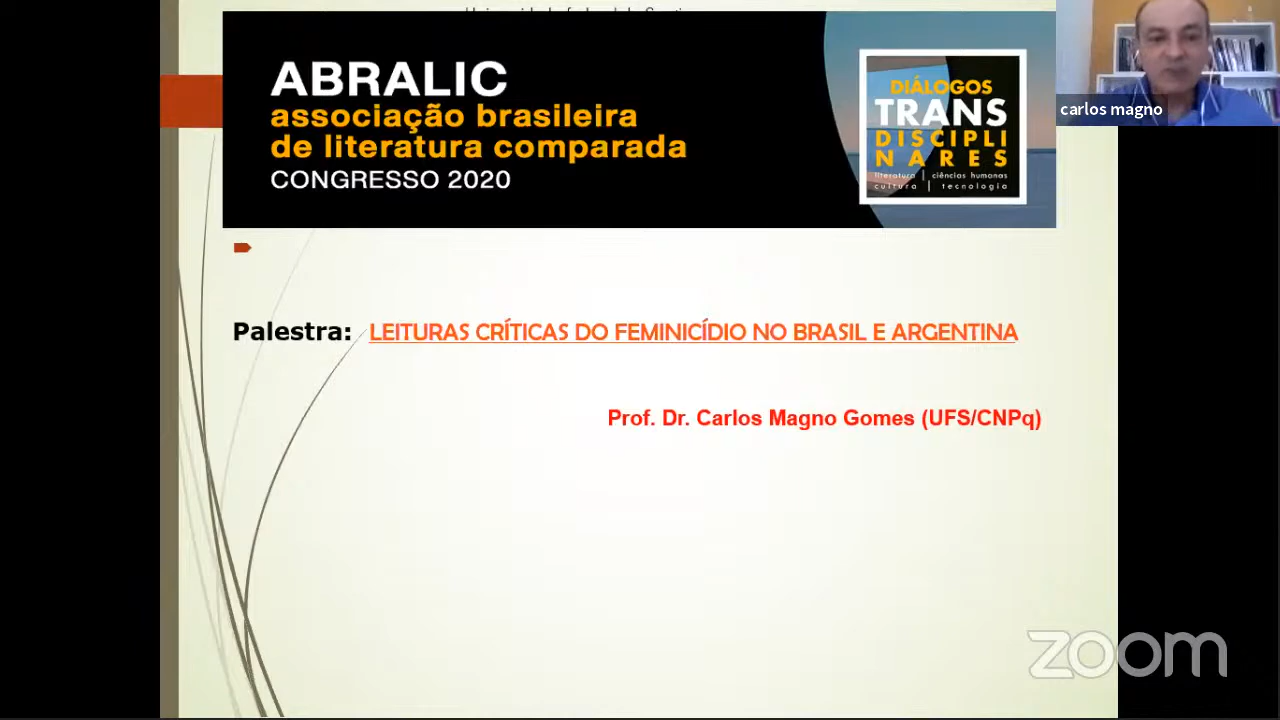 ABRALIC
associação brasileira
de literatura comparada
CONGRESSO 2020
DIÁLOGOS
TRANS
DISCIPLI
NARES
literatura | ciências humanas
cultura | tecnologia
carlos magno
Palestra: LEITURAS CRÍTICAS DO FEMINICÍDIO NO BRASIL E ARGENTINA
Prof. Dr. Carlos Magno Gomes (UFS/CNPq)
zoom